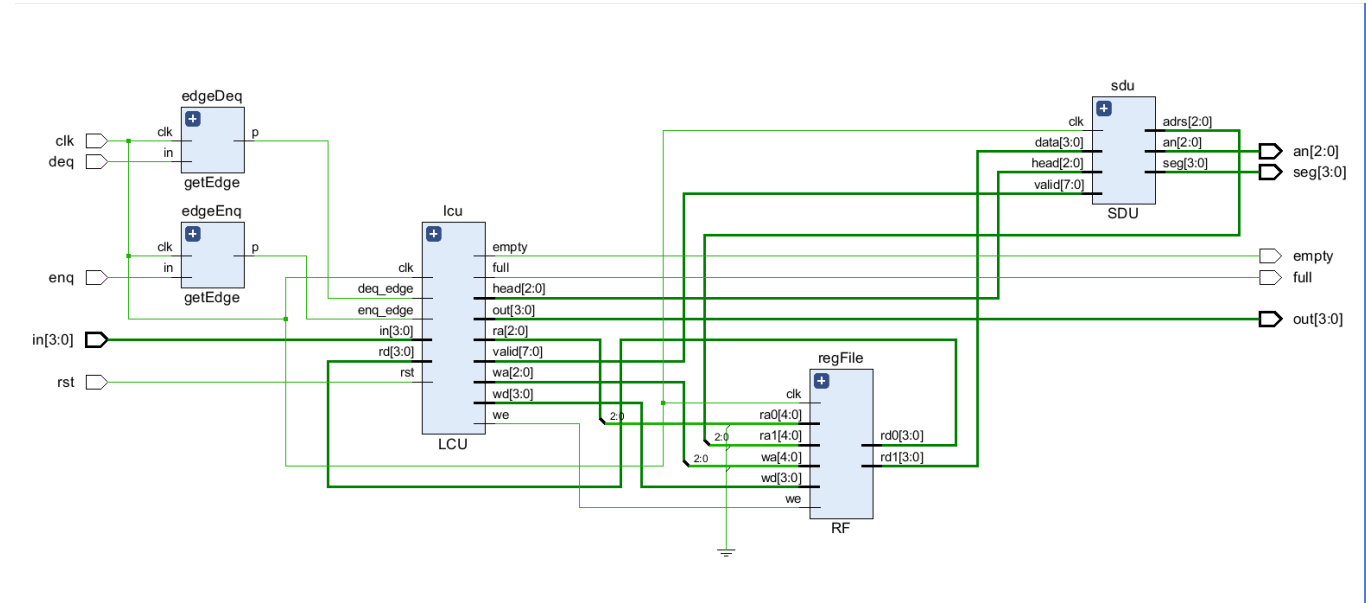 edgeDeq
clk
in
p
getEdge
clk
deq
edgeEnq
clk
in
p
getEdge
enq
in[3:0]
rst
lcu
clk
deq_edge
enq_edge
in[3:0]
rd[3:0]
rst
empty
full
head[2:0]
out[3:0]
ra[2:0]
valid[7:0]
wa[2:0]
wd[3:0]
we
LCU
2:0
2:0
2:0
regFile
clk
ra0[4:0]
ra1[4:0]
wa[4:0]
wd[3:0]
we
rd0[3:0]
rd1[3:0]
RF
sdu
clk
data[3:0]
head[2:0]
valid[7:0]
adrs[2:0]
an[2:0]
seg[3:0]
SDU
an[2:0]
seg[3:0]
empty
full
out[3:0]